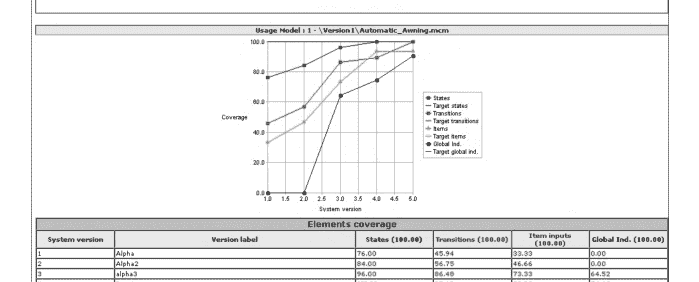 Usage Model : 1 - \Version1\Automatic_Awning.mcm
100.0
80.0
60.0
Coverage
40.0
20.0
0.0
1.0 1.5 2.0 2.5 3.0 3.5 4.0 4.5 5.0
System version
States
Target states
Transitions
Target transitions
Items
Target items
Global Ind.
Target global ind.
Elements coverage
System version Version label States (100.00) Transitions (100.00) Item inputs (100.00) Global Ind. (100.00)
1 Alpha 76.00 45.94 33.33 0.00
2 Alpha2 84.00 56.75 46.66 0.00
3 alpha3 96.00 86.48 73.33 64.52